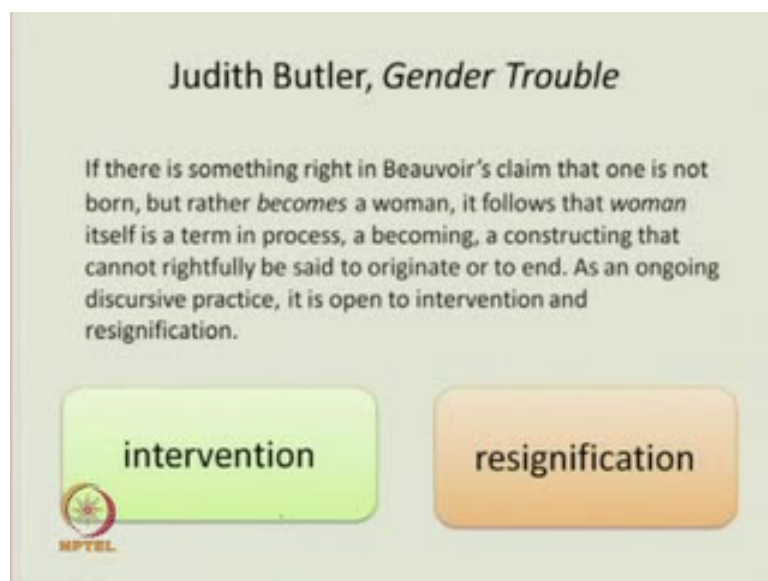 Judith Butler, Gender Trouble
If there is something right in Beauvoir's claim that one is not
born, but rather becomes a woman, it follows that woman
itself is a term in process, a becoming, a constructing that
cannot rightfully be said to originate or to end. As an ongoing
discursive practice, it is open to intervention and
resignification.
intervention
resignification
NPTEL